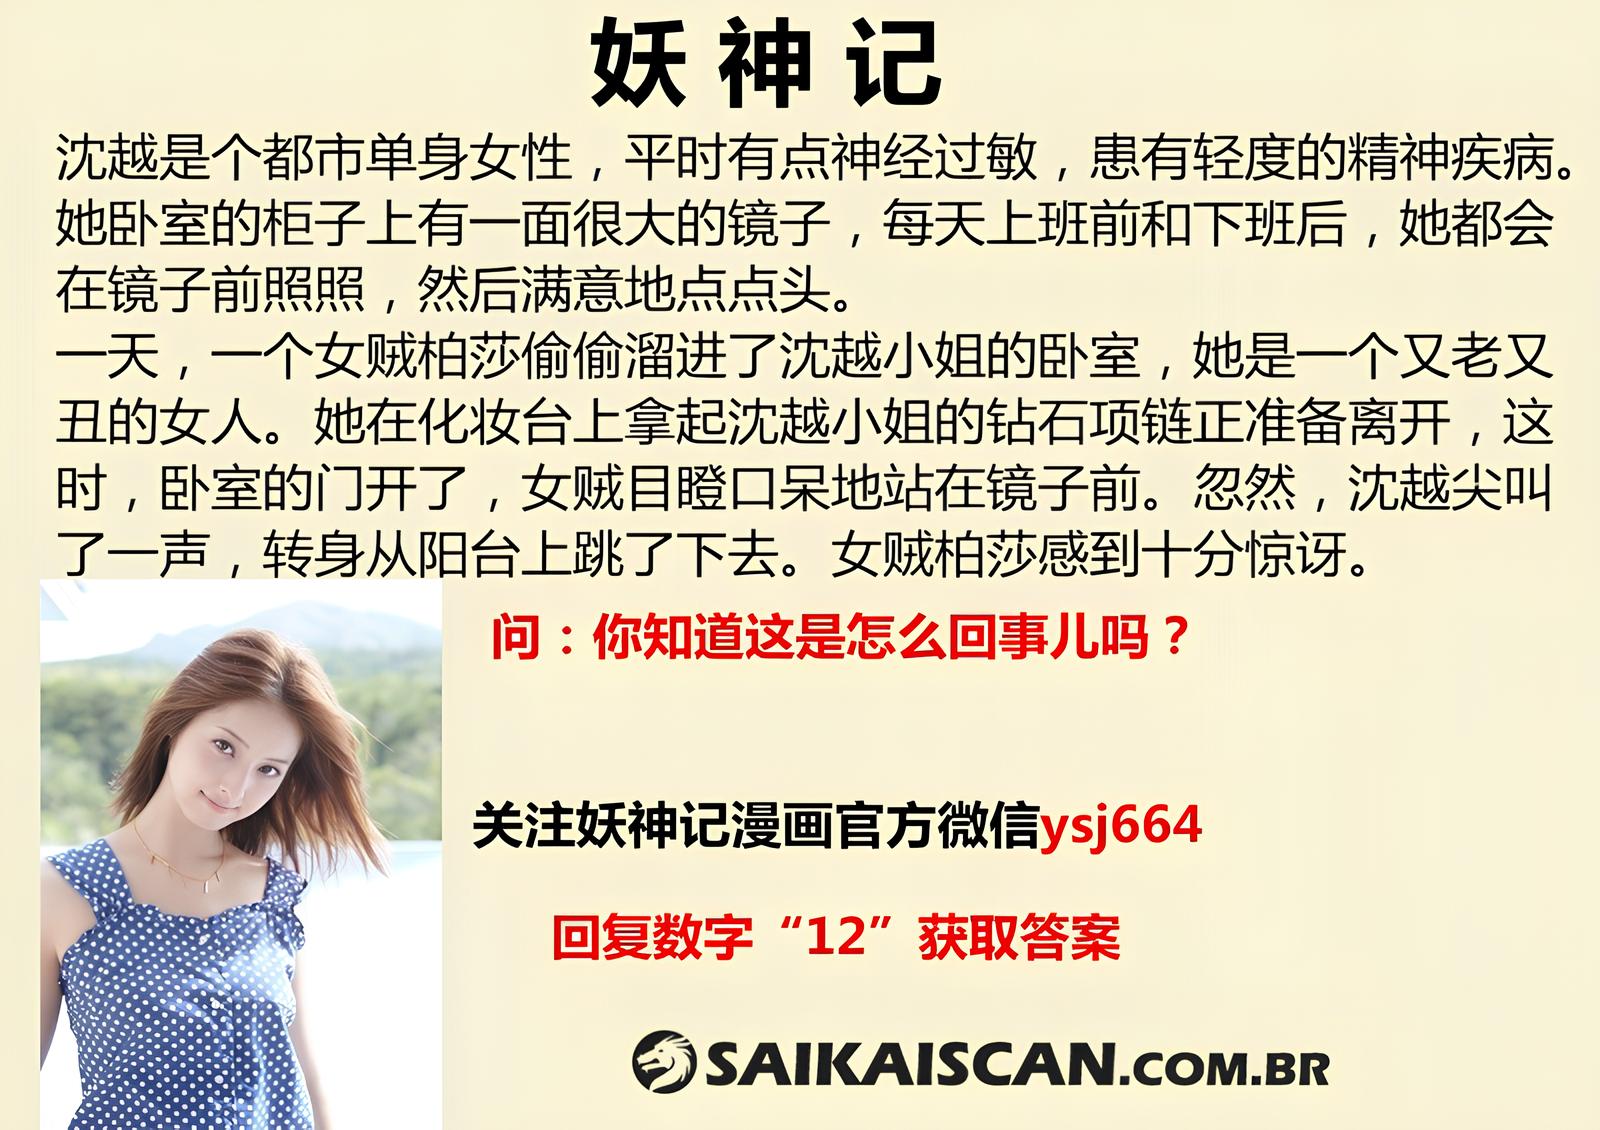 妖神记
沈越是个都市单身女性，平时有点神经过敏，患有轻度的精神疾病。
她卧室的柜子上有一面很大的镜子，每天上班前和下班后，她都会
在镜子前照照，然后满意地点点头。
一天，一个女贼柏莎偷偷溜进了沈越小姐的卧室，她是一个又老又
丑的女人。她在化妆台上拿起沈越小姐的钻石项链正准备离开，这
时，卧室的门开了，女贼目瞪口呆地站在镜子前。忽然，沈越尖叫
了一声，转身从阳台上跳了下去。女贼柏莎感到十分惊讶。
问：你知道这是怎么回事儿吗？
关注妖神记漫画官方微信ysj664
回复数字“12”获取答案
SAIKAISCAN.COM.BR